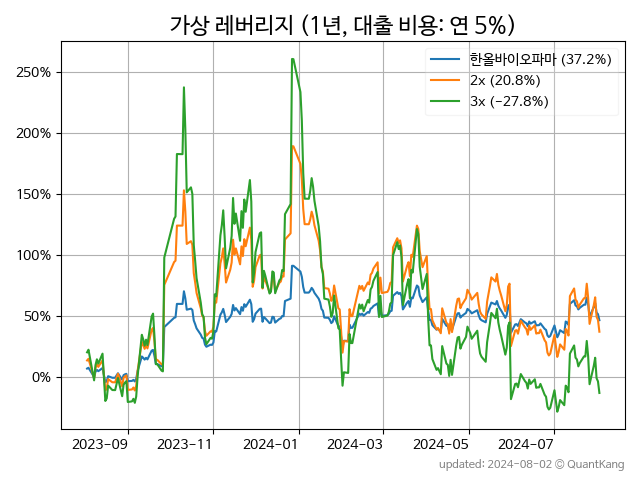 가상 레버리지 (1년, 대출 비용: 연 5%)
한올바이오파마 (37.2%)
2x (20.8%)
3x (−27.8%)
250%
200%
150%
100%
50%
0%
2023-09
2023-11
2024-01
2024-03
2024-05
2024-07
updated: 2024-08-02 © QuantKang